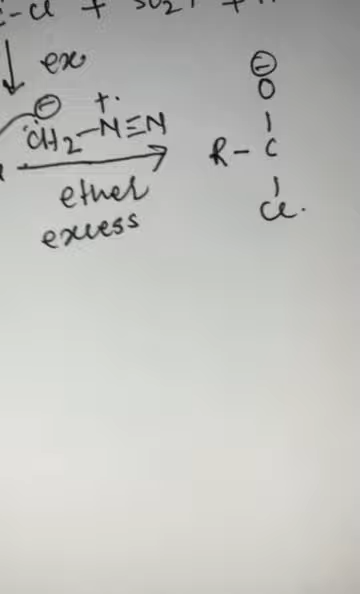 -Cl + SO2↑ +
ex
⊖ +.
CH2-N≡N
ether
excess
⊖
O
|
R-C
|
Cl.